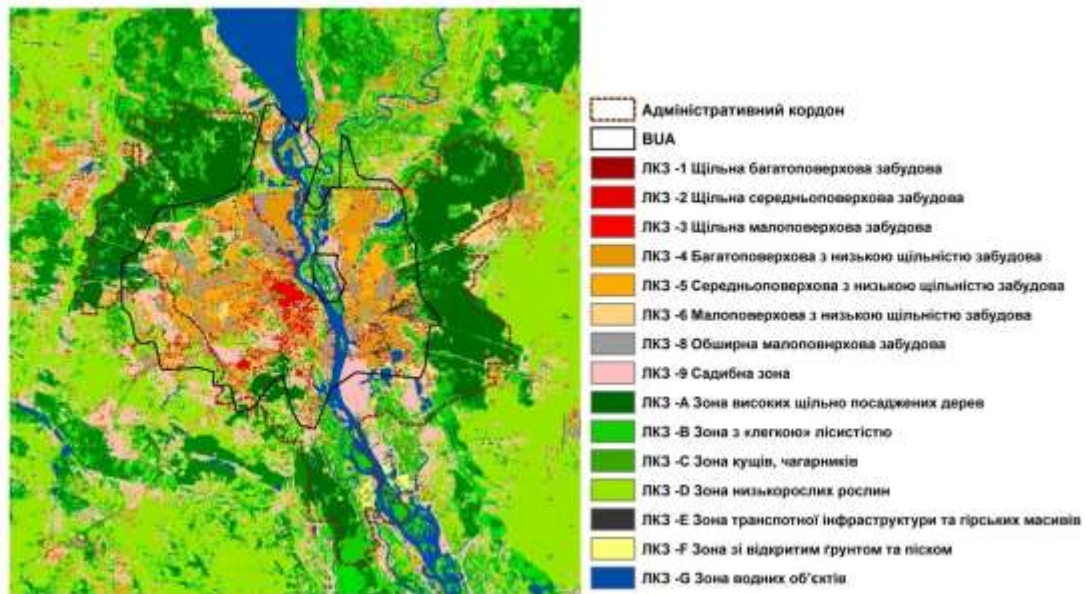 Адміністративний кордон
BUA
ЛКЗ -1 Щільна багатоповерхова забудова
ЛКЗ -2 Щільна середньоповерхова забудова
ЛКЗ -3 Щільна малоповерхова забудова
ЛКЗ -4 Багатоповерхова з низькою щільністю забудова
ЛКЗ -5 Середньоповерхова з низькою щільністю забудова
ЛКЗ -6 Малоповерхова з низькою щільністю забудова
ЛКЗ -8 Обширна малоповнрхова забудова
ЛКЗ -9 Садибна зона
ЛКЗ -A Зона високих щільно посаджених дерев
ЛКЗ -B Зона з «легкою» лісистістю
ЛКЗ -C Зона кущів, чагарників
ЛКЗ -D Зона низькорослих рослин
ЛКЗ -E Зона транспотної інфраструктури та гірських масивів
ЛКЗ -F Зона зі відкритим ґрунтом та піском
ЛКЗ -G Зона водних об'єхтів